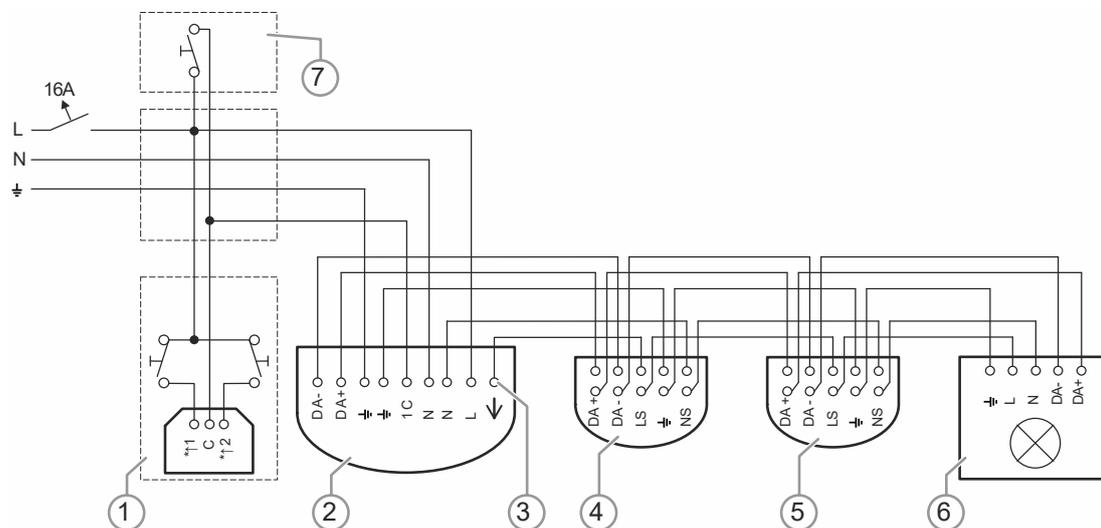 7
16A
L
N
*↑1
C
*↑2
DA-
DA+
1C
N
N
L
↓
DA+
DA-
LS
NS
DA+
DA-
LS
NS
L
N
DA-
DA+
1
2
3
4
5
6